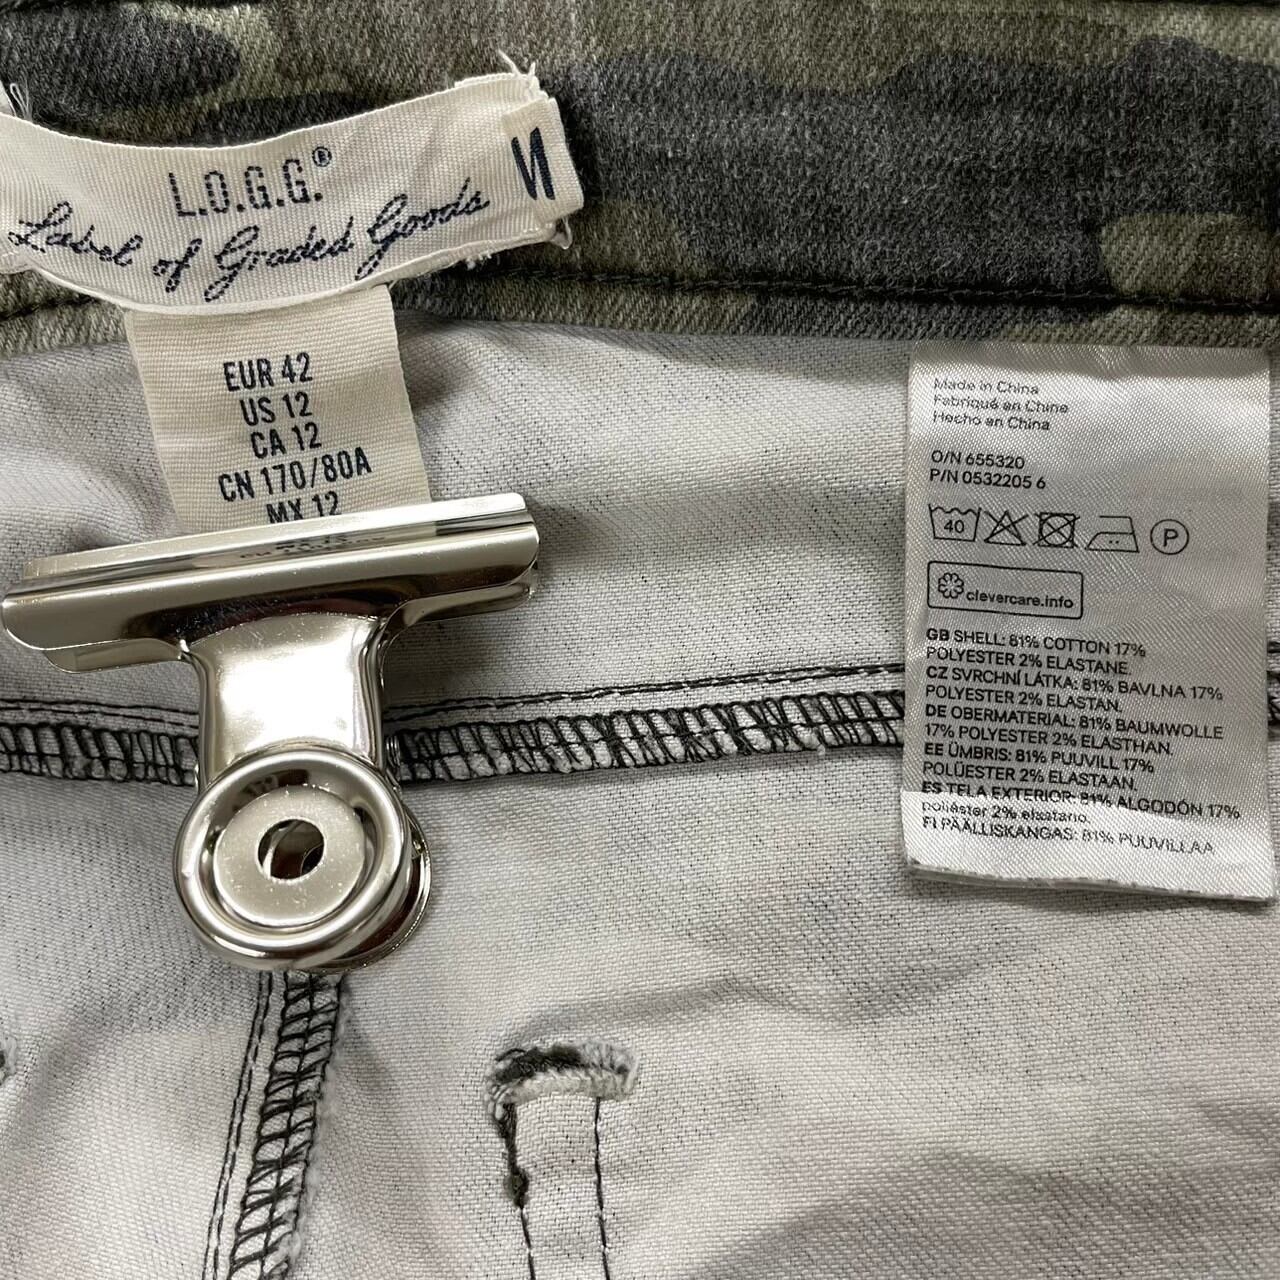 L.O.G.G.®
Label of Graded Goods
EUR 42
US 12
CA 12
CN 170/80A
MX 12
Made in China
Fabriqué en Chine
Hecho en China
O/N 655320
P/N 0532205 6
40
P
clevercare.info
GB SHELL: 81% COTTON 17%
POLYESTER 2% ELASTANE
CZ SVRCHNÍ LÁTKA: 81% BAVLNA 17%
POLYESTER 2% ELASTAN.
DE OBERMATERIAL: 81% BAUMWOLLE
17% POLYESTER 2% ELASTHAN.
EE ÜMBRIS: 81% PUUVILL 17%
POLÜESTER 2% ELASTAAN.
ES TELA EXTERIOR: 81% ALGODÓN 17%
poliéster 2% elastano.
FI PÄÄLLISKANGAS: 81% PUUVILLAA